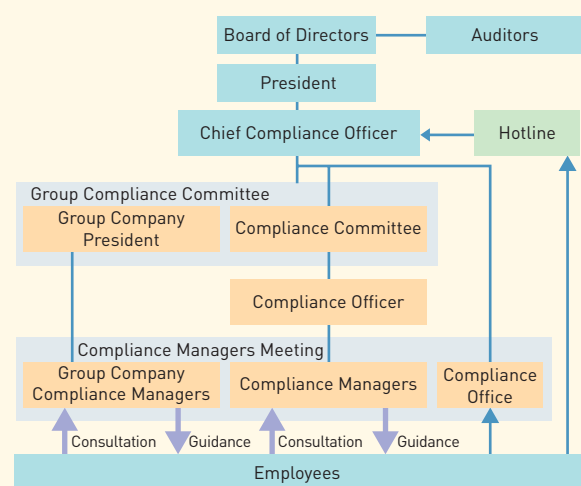 Board of Directors
Auditors
President
Chief Compliance Officer
Hotline
Group Compliance Committee
Group Company
President
Compliance Committee
Compliance Officer
Compliance Managers Meeting
Group Company
Compliance Managers
Compliance Managers
Compliance
Office
Consultation
Guidance
Consultation
Guidance
Employees